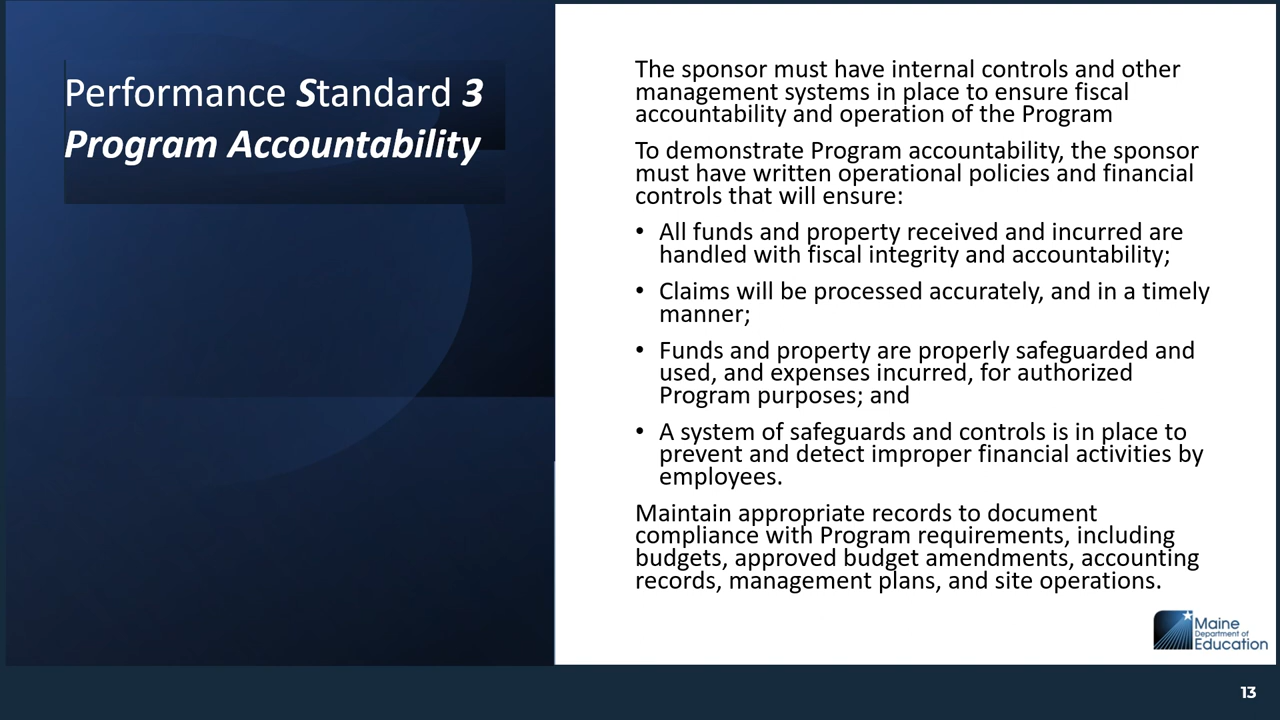 Performance Standard 3
Program Accountability
The sponsor must have internal controls and other
management systems in place to ensure fiscal
accountability and operation of the Program
To demonstrate Program accountability, the sponsor
must have written operational policies and financial
controls that will ensure:
• All funds and property received and incurred are
handled with fiscal integrity and accountability;
• Claims will be processed accurately, and in a timely
manner;
• Funds and property are properly safeguarded and
used, and expenses incurred, for authorized
Program purposes; and
• A system of safeguards and controls is in place to
prevent and detect improper financial activities by
employees.
Maintain appropriate records to document
compliance with Program requirements, including
budgets, approved budget amendments, accounting
records, management plans, and site operations.
Maine
Department of
Education
13